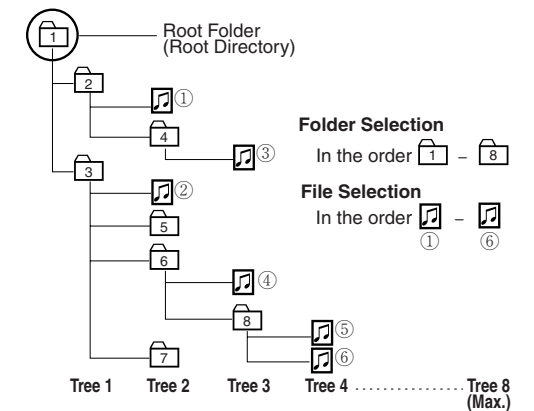 1
Root Folder
(Root Directory)
2
①
4
③
3
②
5
6
④
8
⑤
⑥
7
Folder Selection
In the order 1 – 8
File Selection
In the order –
① ⑥
Tree 1 Tree 2 Tree 3 Tree 4 .............. Tree 8
(Max.)